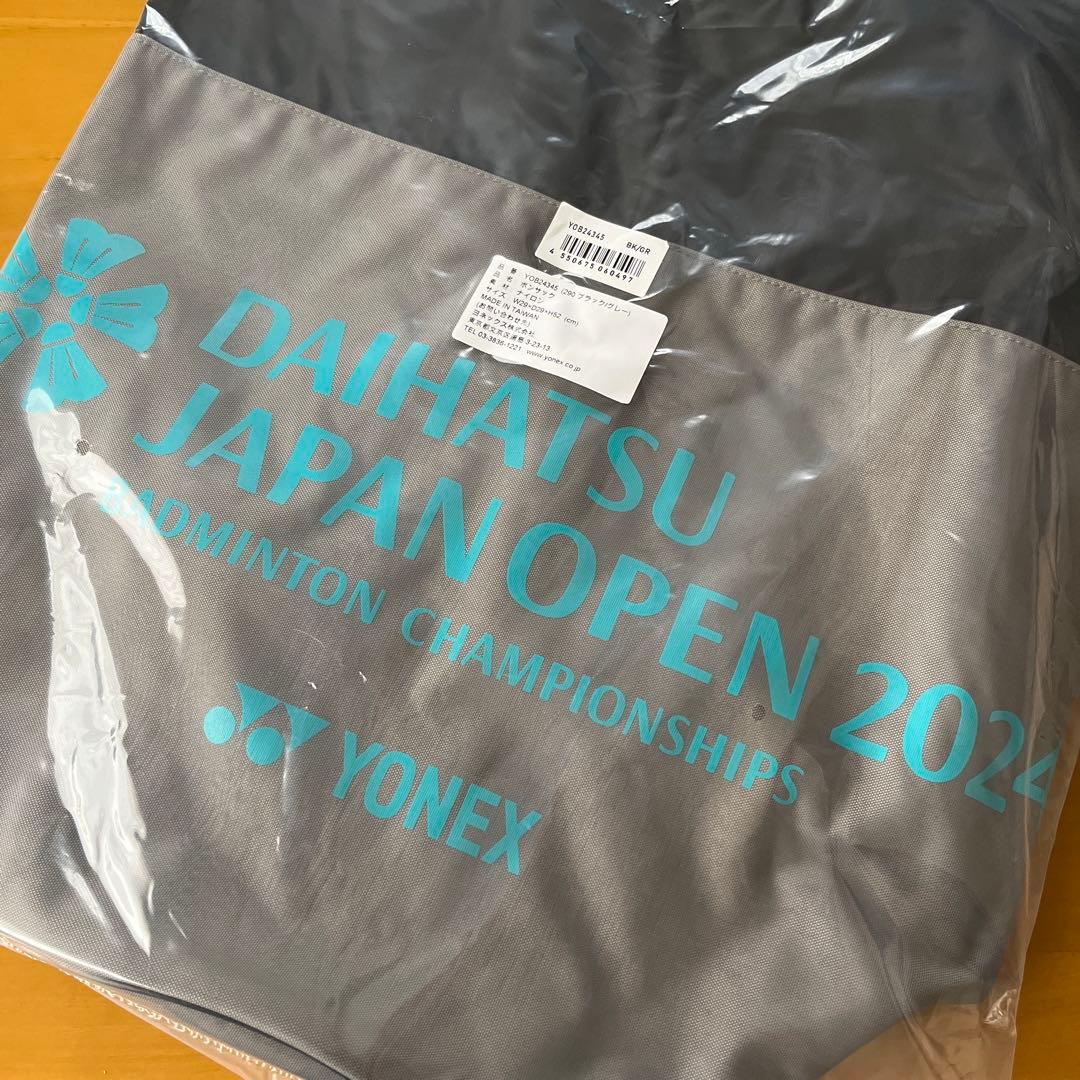 YOB24345 BK/GR
4 550675 060497
品番 YOB24345 (290 ブラック/グレー)
品名 ボンサック
素材 ナイロン
サイズ W29×D29×H52 (cm)
MADE IN TAIWAN
(お問い合わせ先)
ヨネックス株式会社
東京都文京区湯島 3-23-13
TEL 03-3836-1221 www.yonex.co.jp
DAIHATSU
JAPAN OPEN 2024
BADMINTON CHAMPIONSHIPS
YONEX